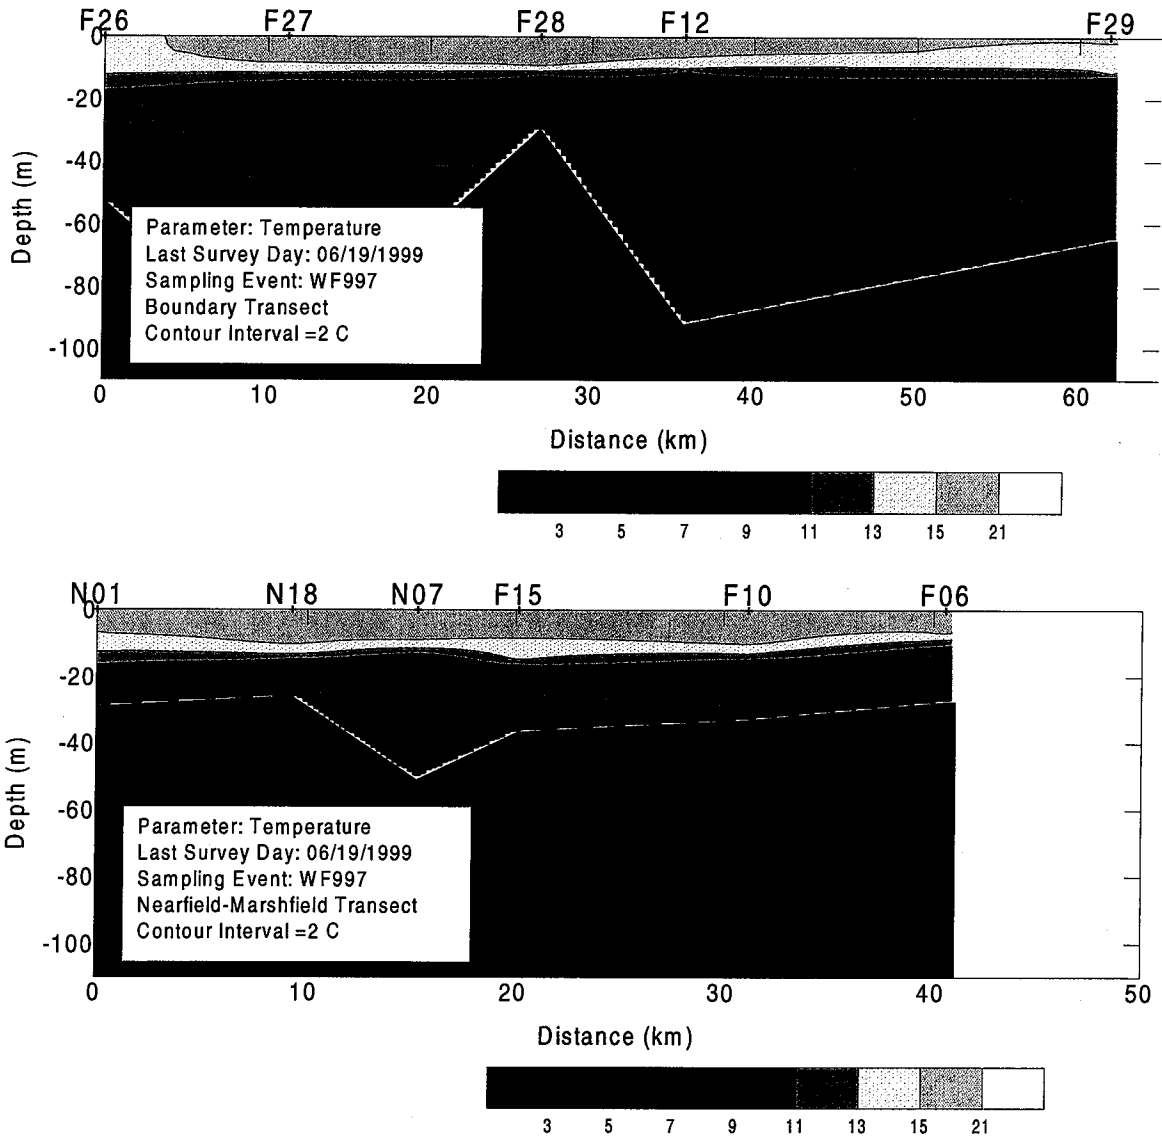 F26 F27 F28 F12 F29
0
-20
-40
-60
-80
-100
Depth (m)
Parameter: Temperature
Last Survey Day: 06/19/1999
Sampling Event: WF997
Boundary Transect
Contour Interval =2 C
0 10 20 30 40 50 60
Distance (km)
3 5 7 9 11 13 15 21
N01 N18 N07 F15 F10 F06
0
-20
-40
-60
-80
-100
Depth (m)
Parameter: Temperature
Last Survey Day: 06/19/1999
Sampling Event: WF997
Nearfield-Marshfield Transect
Contour Interval =2 C
0 10 20 30 40 50
Distance (km)
3 5 7 9 11 13 15 21